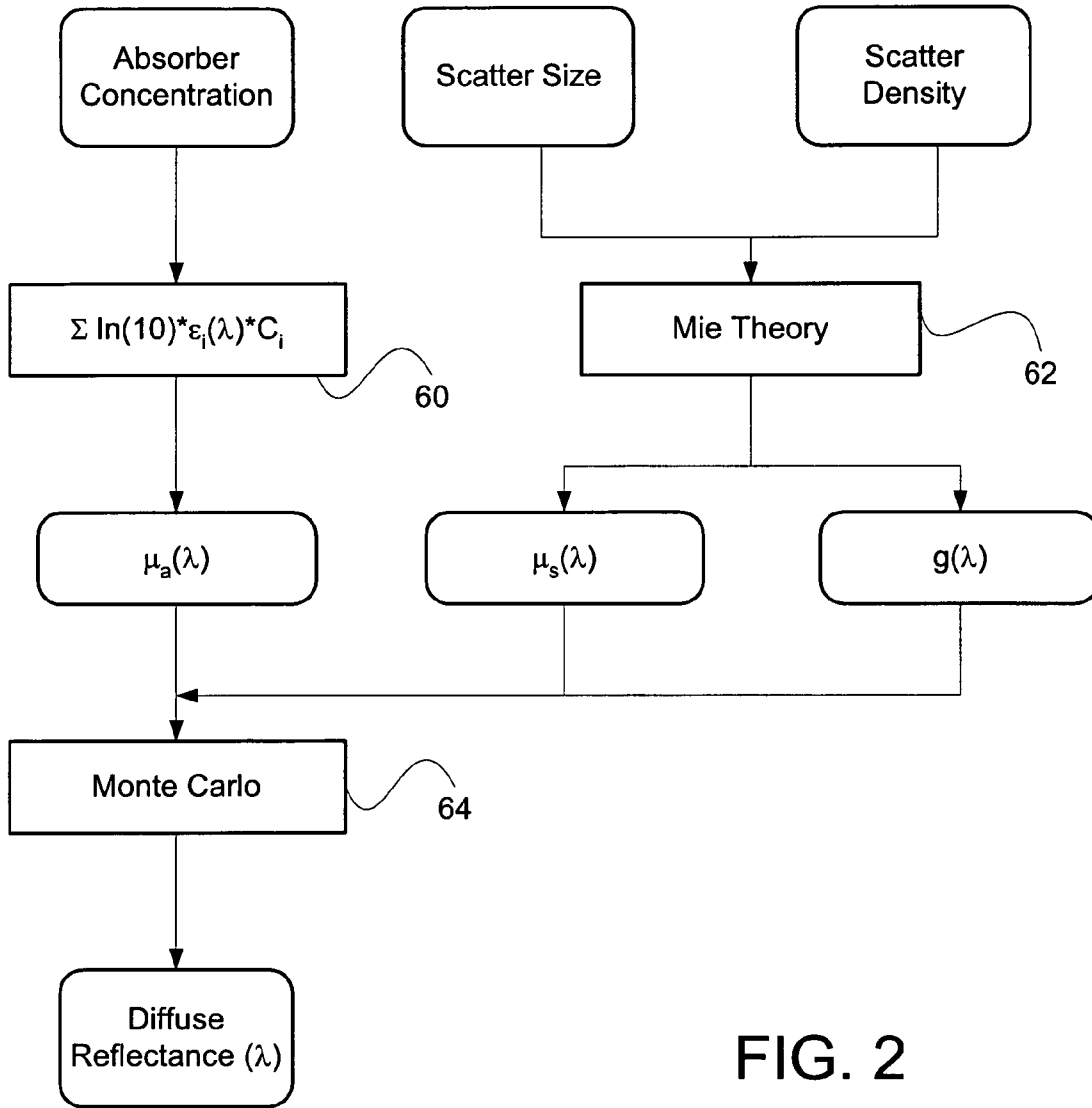 Absorber
Concentration
Scatter Size
Scatter
Density
Σ ln(10)*εᵢ(λ)*Cᵢ
60
Mie Theory
62
μₐ(λ)
μₛ(λ)
g(λ)
Monte Carlo
64
Diffuse
Reflectance (λ)
FIG. 2